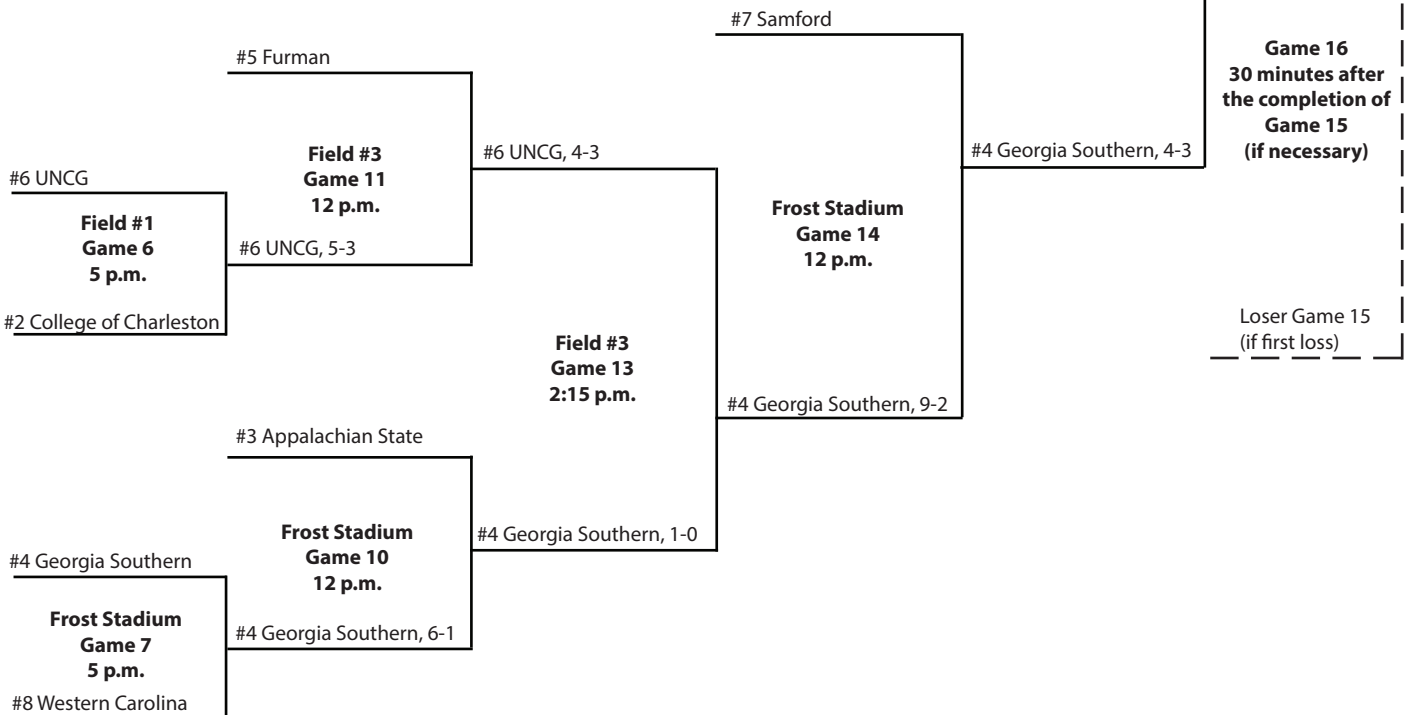 #7 Samford
#5 Furman
Game 16
30 minutes after
the completion of
Game 15
(if necessary)
Field #3
Game 11
12 p.m.
#6 UNCG, 4-3
#4 Georgia Southern, 4-3
#6 UNCG
Field #1
Game 6
5 p.m.
#6 UNCG, 5-3
Frost Stadium
Game 14
12 p.m.
#2 College of Charleston
Loser Game 15
(if first loss)
Field #3
Game 13
2:15 p.m.
#4 Georgia Southern, 9-2
#3 Appalachian State
Frost Stadium
Game 10
12 p.m.
#4 Georgia Southern, 1-0
#4 Georgia Southern
Frost Stadium
Game 7
5 p.m.
#4 Georgia Southern, 6-1
#8 Western Carolina